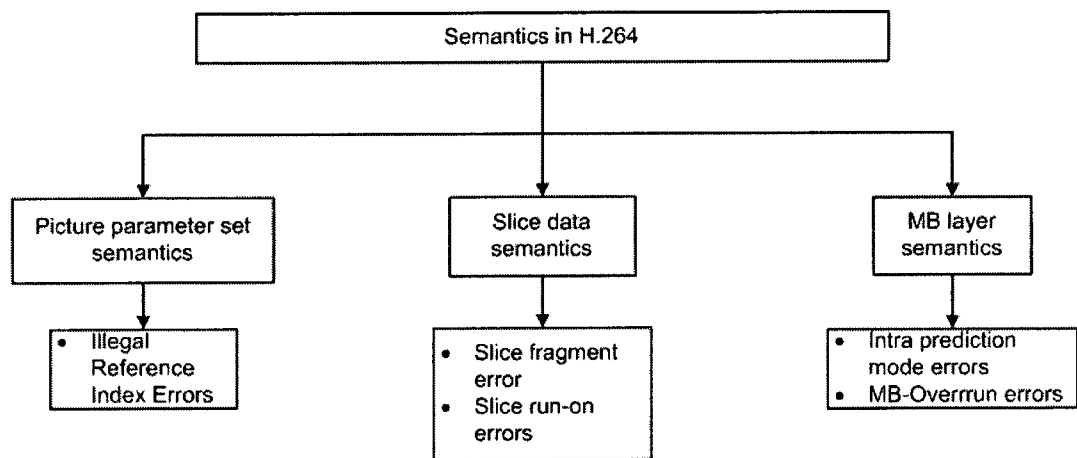 Semantics in H.264
Picture parameter set
semantics
Slice data
semantics
MB layer
semantics
• Illegal
Reference
Index Errors
• Slice fragment
error
• Slice run-on
errors
• Intra prediction
mode errors
• MB-Overrrun errors